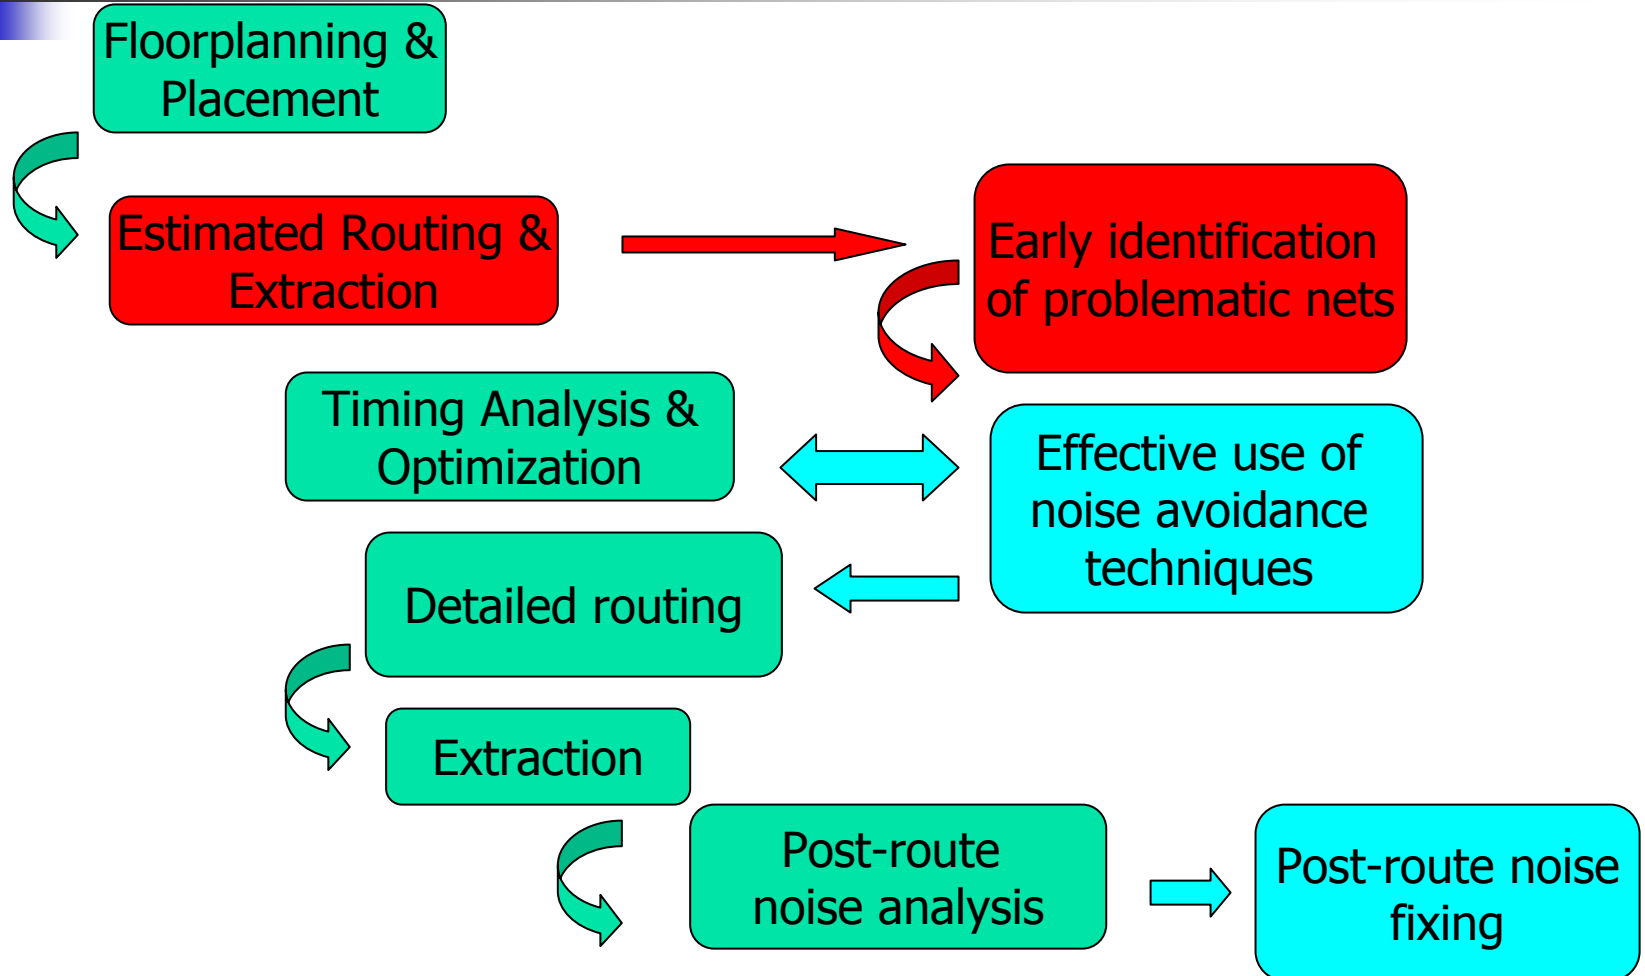 Floorplanning &
Placement
Estimated Routing &
Extraction
Early identification
of problematic nets
Timing Analysis &
Optimization
Effective use of
noise avoidance
techniques
Detailed routing
Extraction
Post-route
noise analysis
Post-route noise
fixing